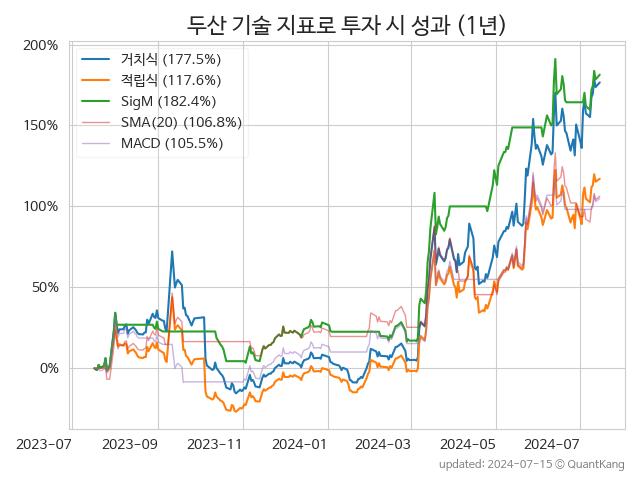 두산 기술 지표로 투자 시 성과 (1년)
200%
150%
100%
50%
0%
거치식 (177.5%)
적립식 (117.6%)
SigM (182.4%)
SMA(20) (106.8%)
MACD (105.5%)
2023-07
2023-09
2023-11
2024-01
2024-03
2024-05
2024-07
updated: 2024-07-15 ⓒ QuantKang